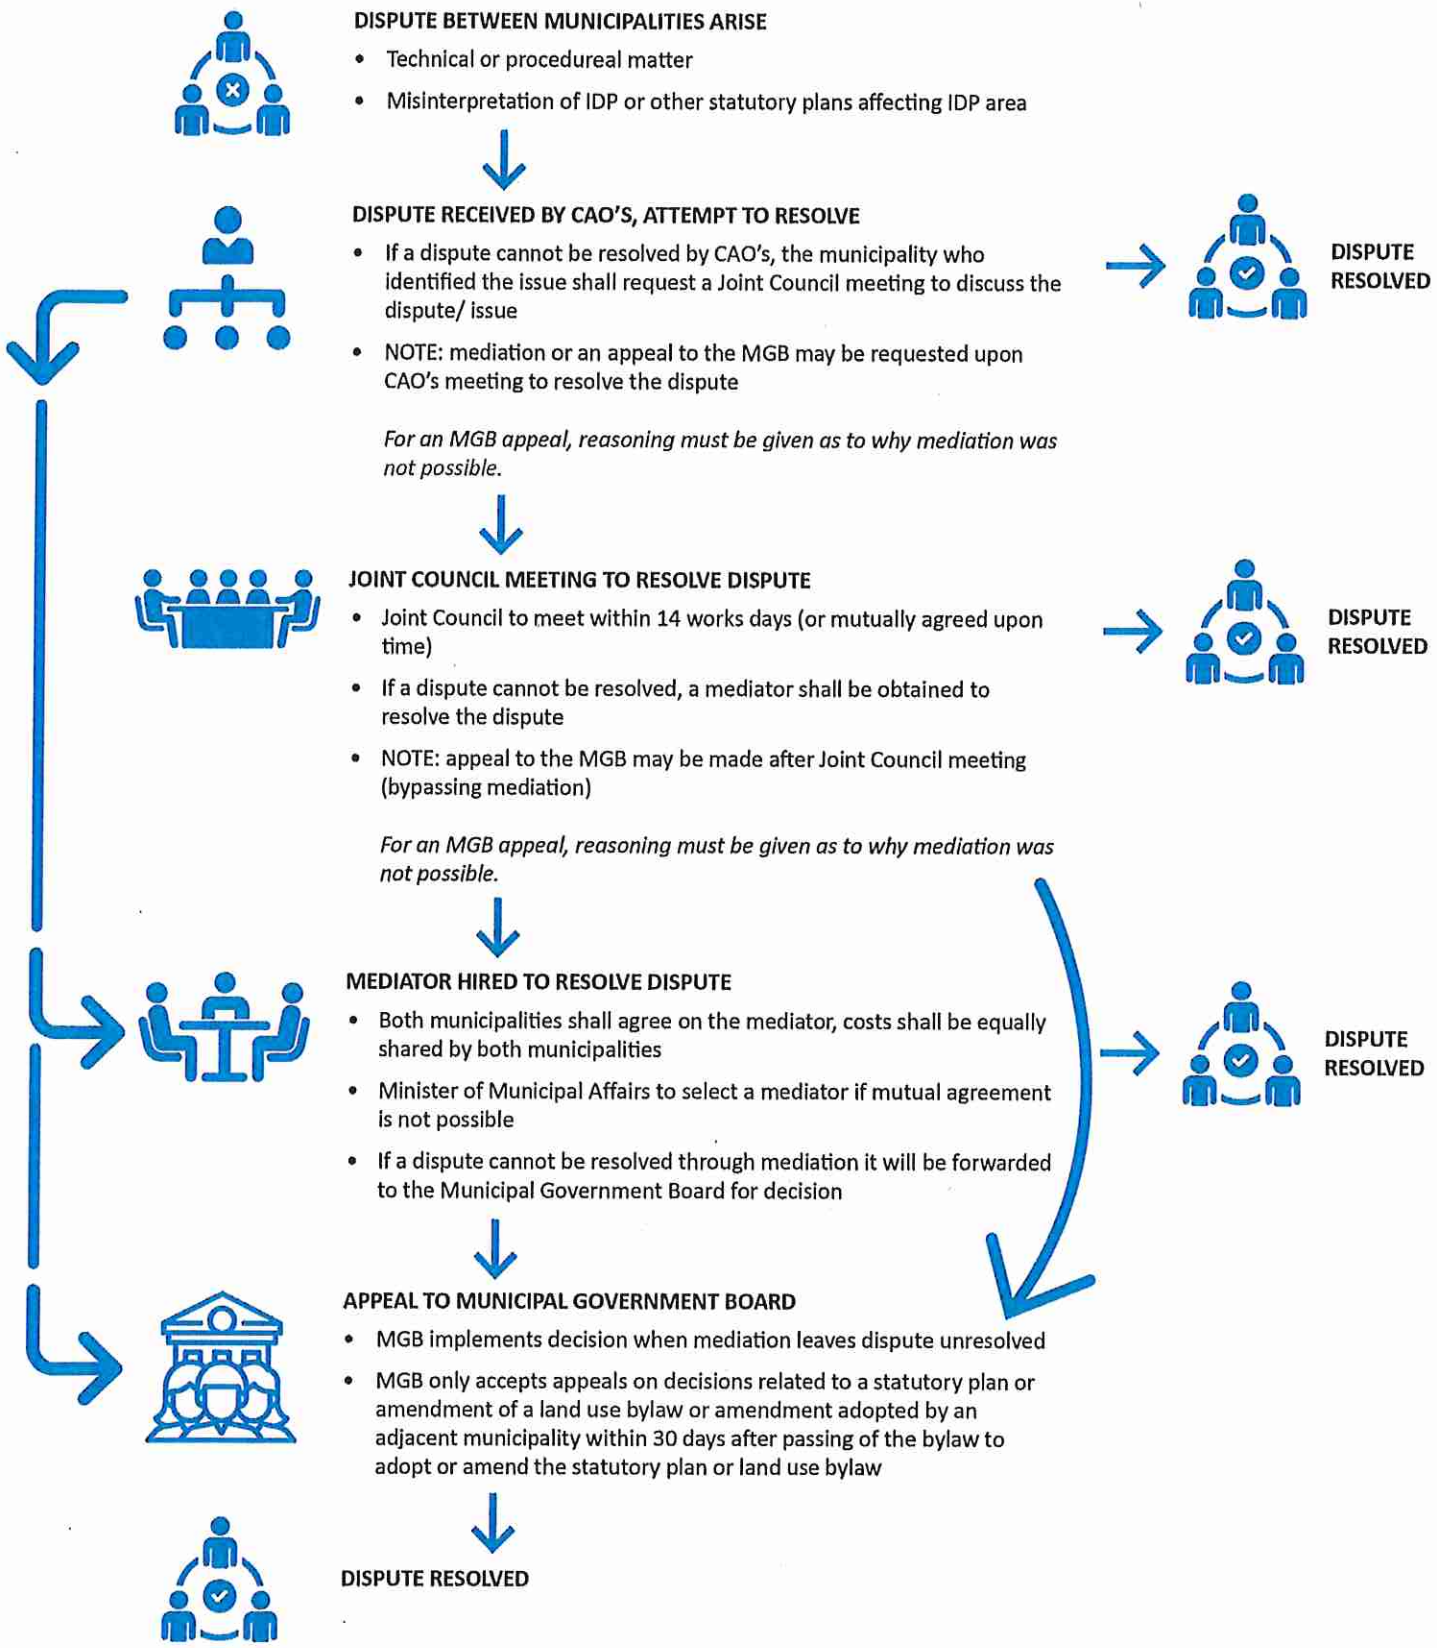 DISPUTE BETWEEN MUNICIPALITIES ARISE
• Technical or procedureal matter
• Misinterpretation of IDP or other statutory plans affecting IDP area
DISPUTE RECEIVED BY CAO'S, ATTEMPT TO RESOLVE
• If a dispute cannot be resolved by CAO's, the municipality who
identified the issue shall request a Joint Council meeting to discuss the
dispute/ issue
• NOTE: mediation or an appeal to the MGB may be requested upon
CAO's meeting to resolve the dispute
For an MGB appeal, reasoning must be given as to why mediation was
not possible.
DISPUTE
RESOLVED
JOINT COUNCIL MEETING TO RESOLVE DISPUTE
• Joint Council to meet within 14 works days (or mutually agreed upon
time)
• If a dispute cannot be resolved, a mediator shall be obtained to
resolve the dispute
• NOTE: appeal to the MGB may be made after Joint Council meeting
(bypassing mediation)
For an MGB appeal, reasoning must be given as to why mediation was
not possible.
DISPUTE
RESOLVED
MEDIATOR HIRED TO RESOLVE DISPUTE
• Both municipalities shall agree on the mediator, costs shall be equally
shared by both municipalities
• Minister of Municipal Affairs to select a mediator if mutual agreement
is not possible
• If a dispute cannot be resolved through mediation it will be forwarded
to the Municipal Government Board for decision
DISPUTE
RESOLVED
APPEAL TO MUNICIPAL GOVERNMENT BOARD
• MGB implements decision when mediation leaves dispute unresolved
• MGB only accepts appeals on decisions related to a statutory plan or
amendment of a land use bylaw or amendment adopted by an
adjacent municipality within 30 days after passing of the bylaw to
adopt or amend the statutory plan or land use bylaw
DISPUTE RESOLVED